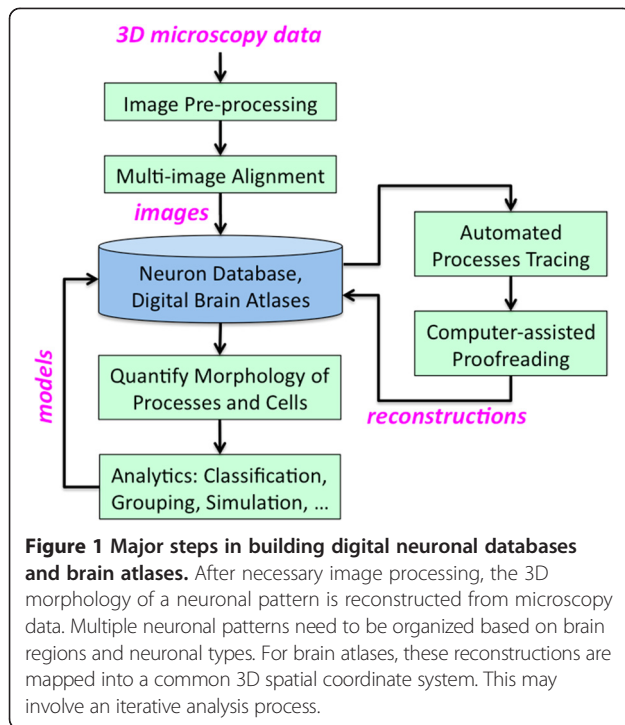 3D microscopy data
Image Pre-processing
Multi-image Alignment
images
Neuron Database,
Digital Brain Atlases
Automated
Processes Tracing
Computer-assisted
Proofreading
reconstructions
models
Quantify Morphology of
Processes and Cells
Analytics: Classification,
Grouping, Simulation, ...
Figure 1 Major steps in building digital neuronal databases
and brain atlases. After necessary image processing, the 3D
morphology of a neuronal pattern is reconstructed from microscopy
data. Multiple neuronal patterns need to be organized based on brain
regions and neuronal types. For brain atlases, these reconstructions are
mapped into a common 3D spatial coordinate system. This may
involve an iterative analysis process.